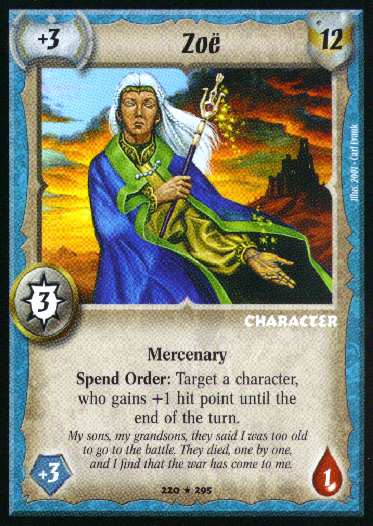 +3
Zoë
12
Illus. 2001 - Carl Frank
3
CHARACTER
Mercenary
Spend Order: Target a character,
who gains +1 hit point until the
end of the turn.
My sons, my grandsons, they said I was too old
to go to the battle. They died, one by one,
and I find that the war has come to me.
+3
220 ★ 295
1